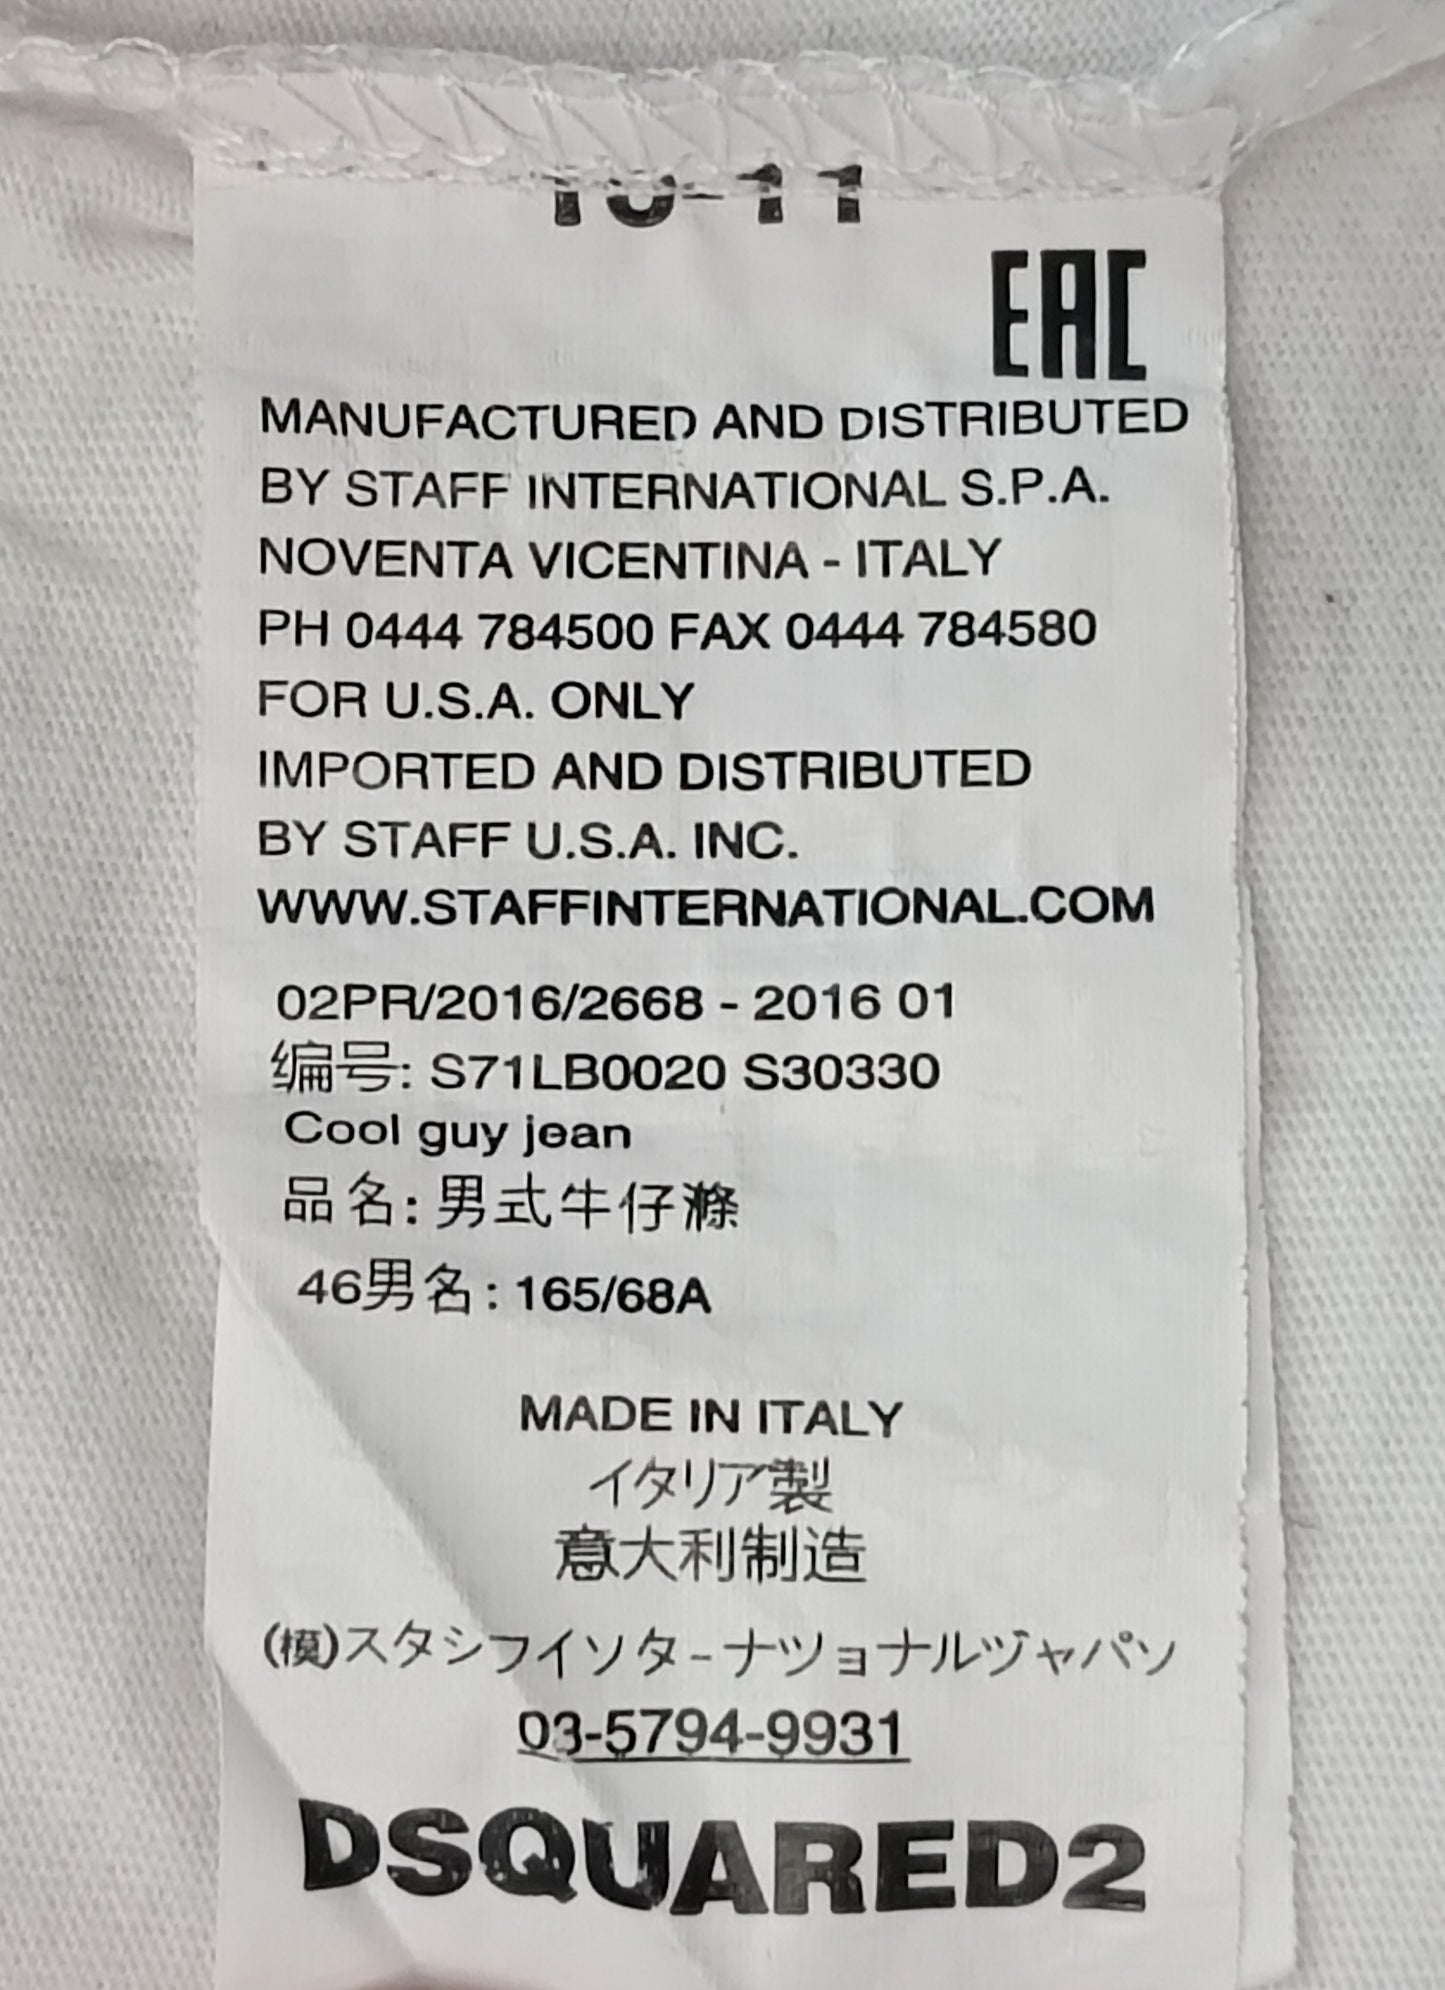 10-11
EAC
MANUFACTURED AND DISTRIBUTED
BY STAFF INTERNATIONAL S.P.A.
NOVENTA VICENTINA - ITALY
PH 0444 784500 FAX 0444 784580
FOR U.S.A. ONLY
IMPORTED AND DISTRIBUTED
BY STAFF U.S.A. INC.
WWW.STAFFINTERNATIONAL.COM
02PR/2016/2668 - 2016 01
编号: S71LB0020 S30330
Cool guy jean
品名: 男式牛仔滌
46男名: 165/68A
MADE IN ITALY
イタリア製
意大利制造
(模)スタシフイソタ-ナツョナルヅャパソ
03-5794-9931
DSQUARED2